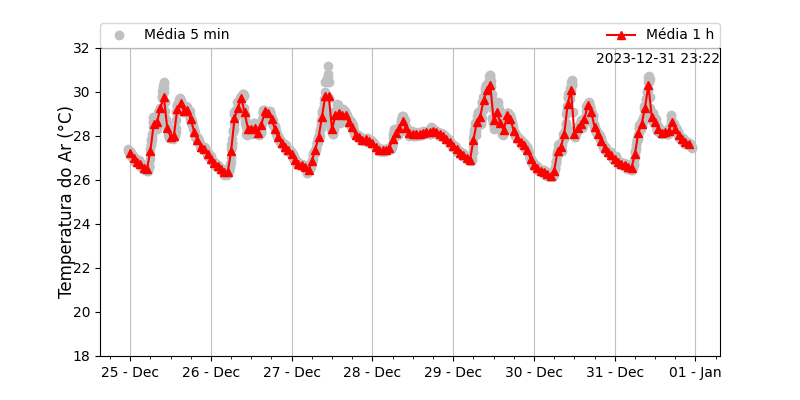 Média 5 min
Média 1 h
2023-12-31 23:22
Temperatura do Ar (°C)
32
30
28
26
24
22
20
18
25 - Dec
26 - Dec
27 - Dec
28 - Dec
29 - Dec
30 - Dec
31 - Dec
01 - Jan